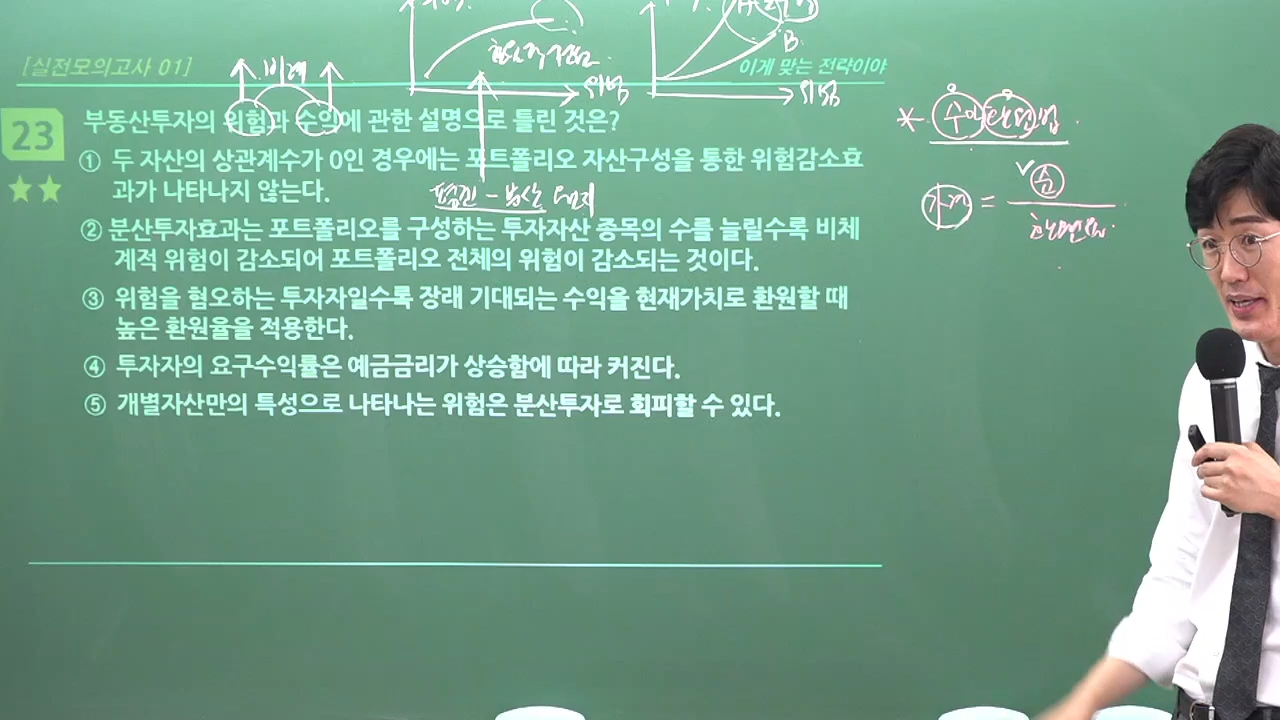 [실전모의고사 01]
이게 맞는 전략이야
비례
위험
B
위험
23
부동산투자의 위험과 수익에 관한 설명으로 틀린 것은?
① 두 자산의 상관계수가 0인 경우에는 포트폴리오 자산구성을 통한 위험감소효
과가 나타나지 않는다.
평균 - 분산
② 분산투자효과는 포트폴리오를 구성하는 투자자산 종목의 수를 늘릴수록 비체
계적 위험이 감소되어 포트폴리오 전체의 위험이 감소되는 것이다.
③ 위험을 혐오하는 투자자일수록 장래 기대되는 수익을 현재가치로 환원할 때
높은 환원율을 적용한다.
④ 투자자의 요구수익률은 예금금리가 상승함에 따라 커진다.
⑤ 개별자산만의 특성으로 나타나는 위험은 분산투자로 회피할 수 있다.
* 수익환원법
순
=